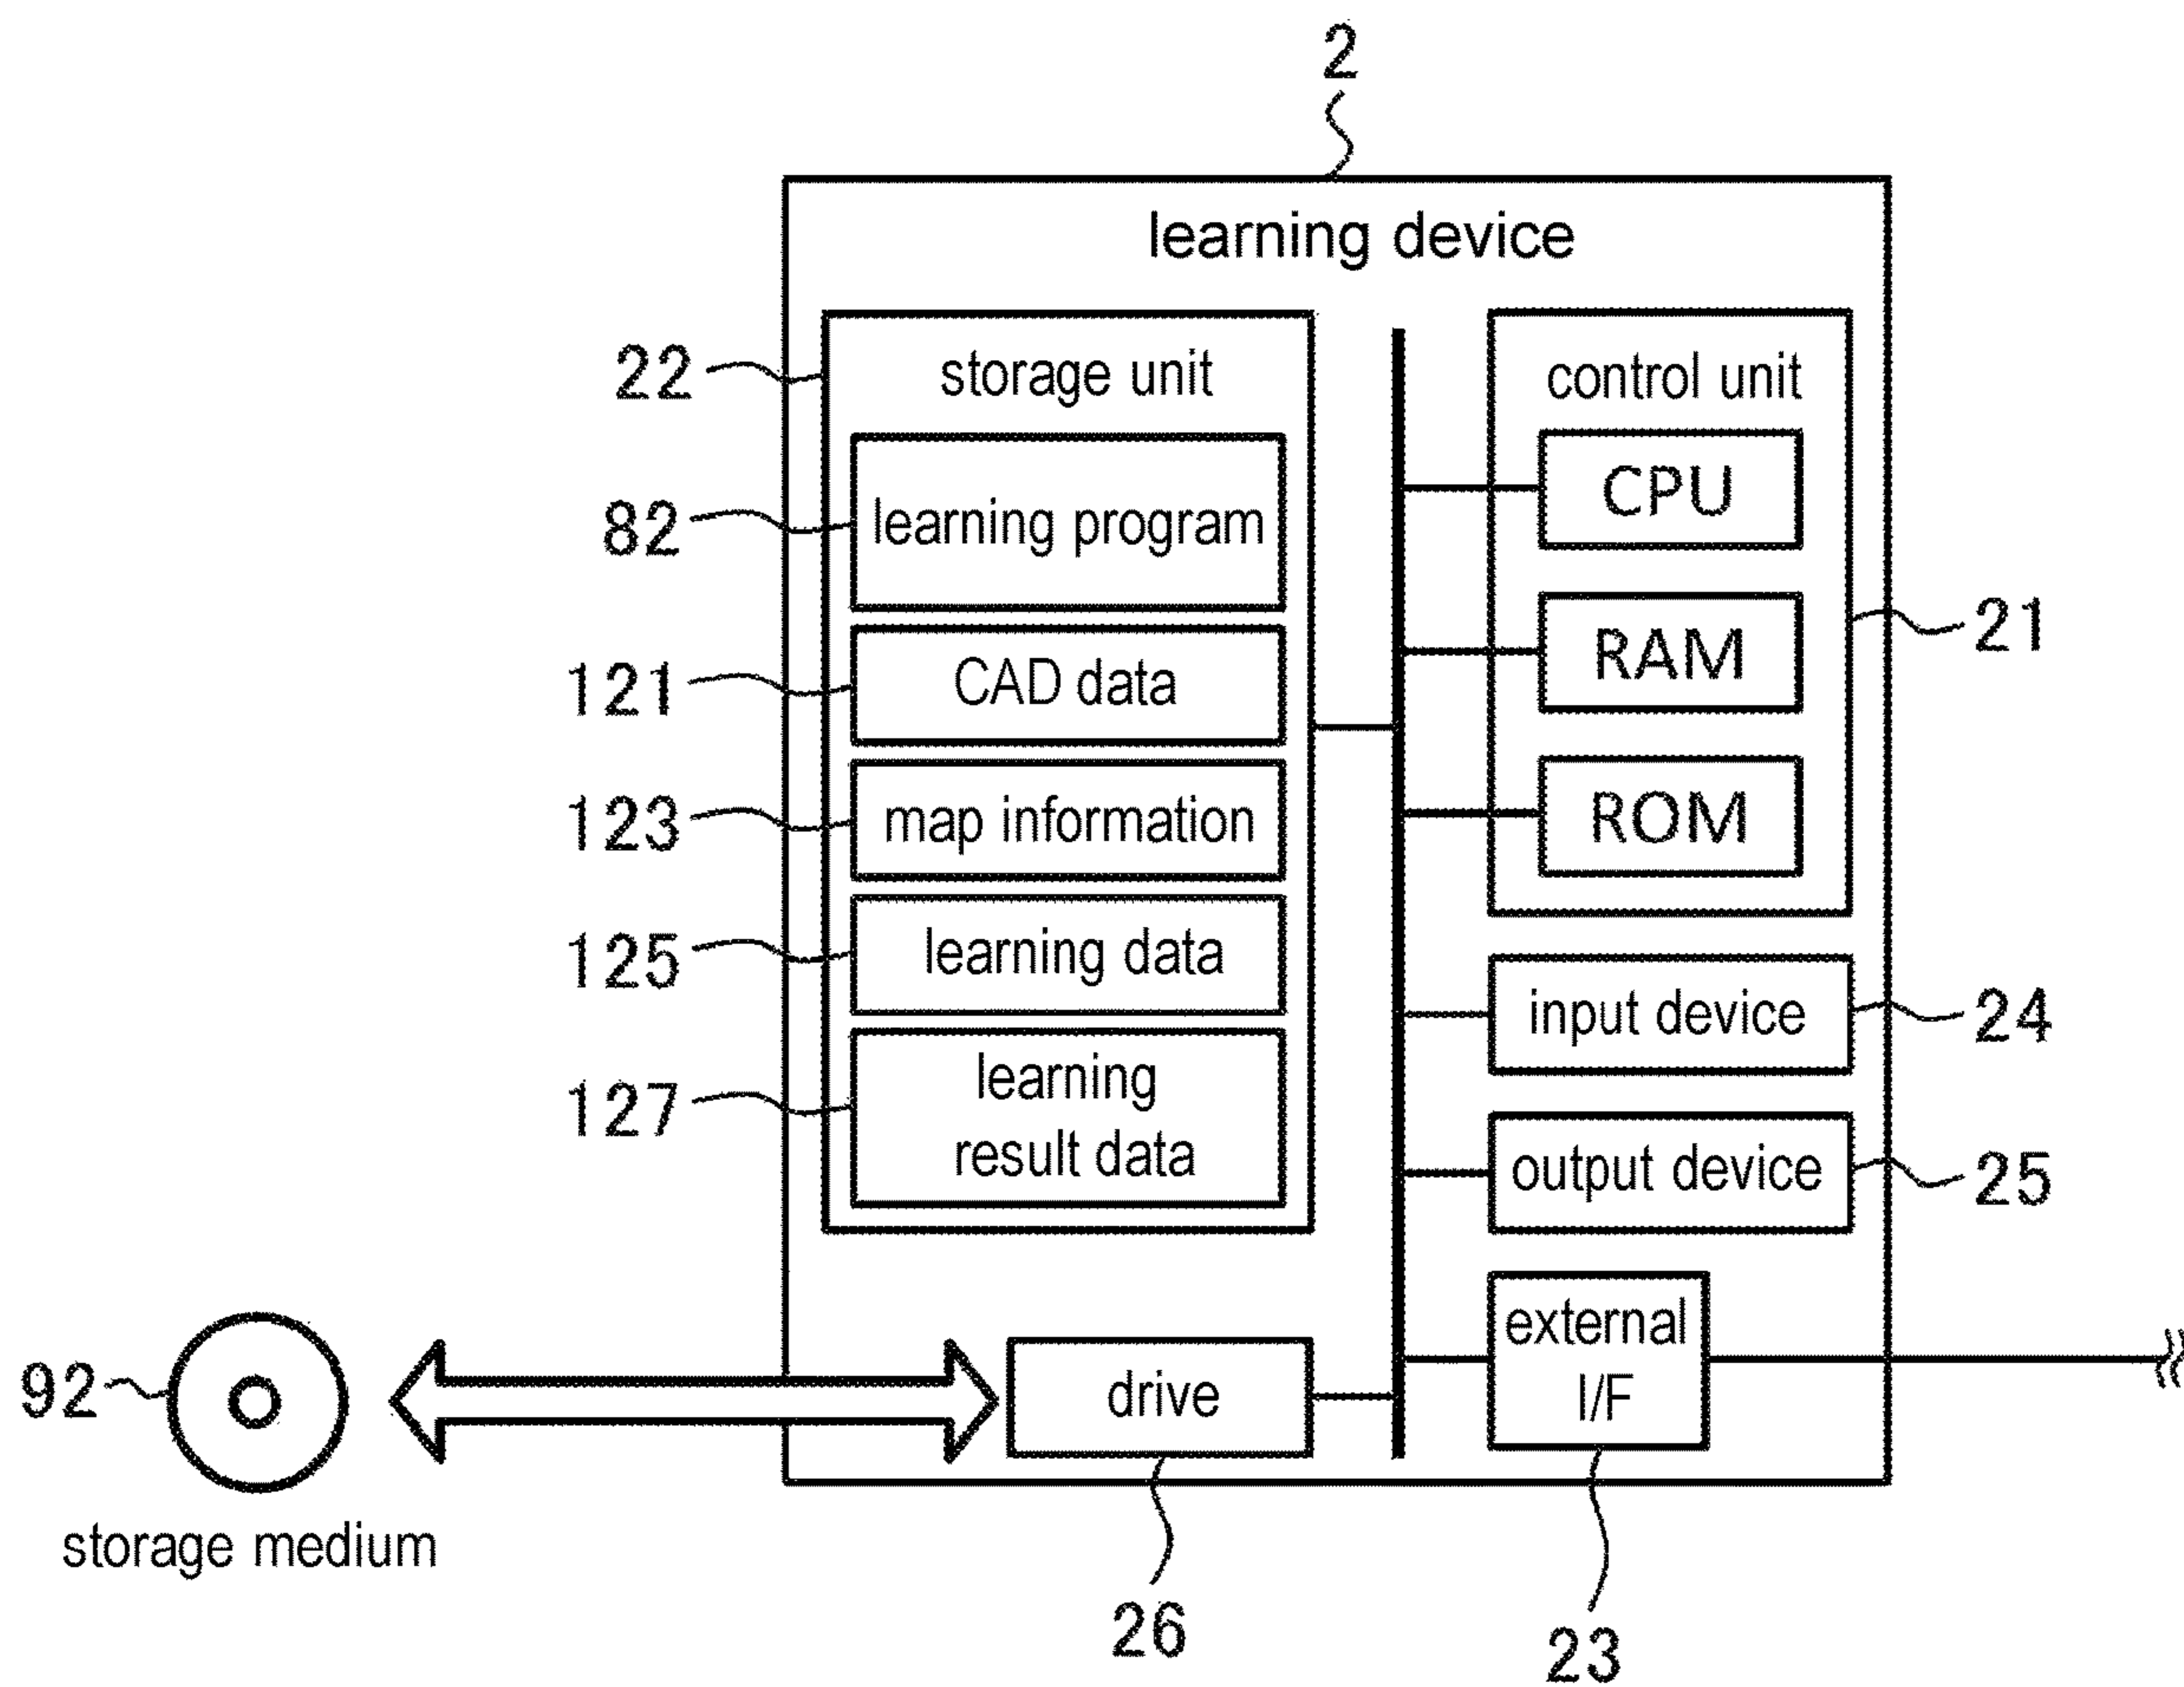 2
learning device
22
storage unit
control unit
82
learning program
CPU
121
CAD data
RAM
21
123
map information
ROM
125
learning data
input device
24
127
learning
result data
output device
25
92
drive
external
I/F
storage medium
26
23